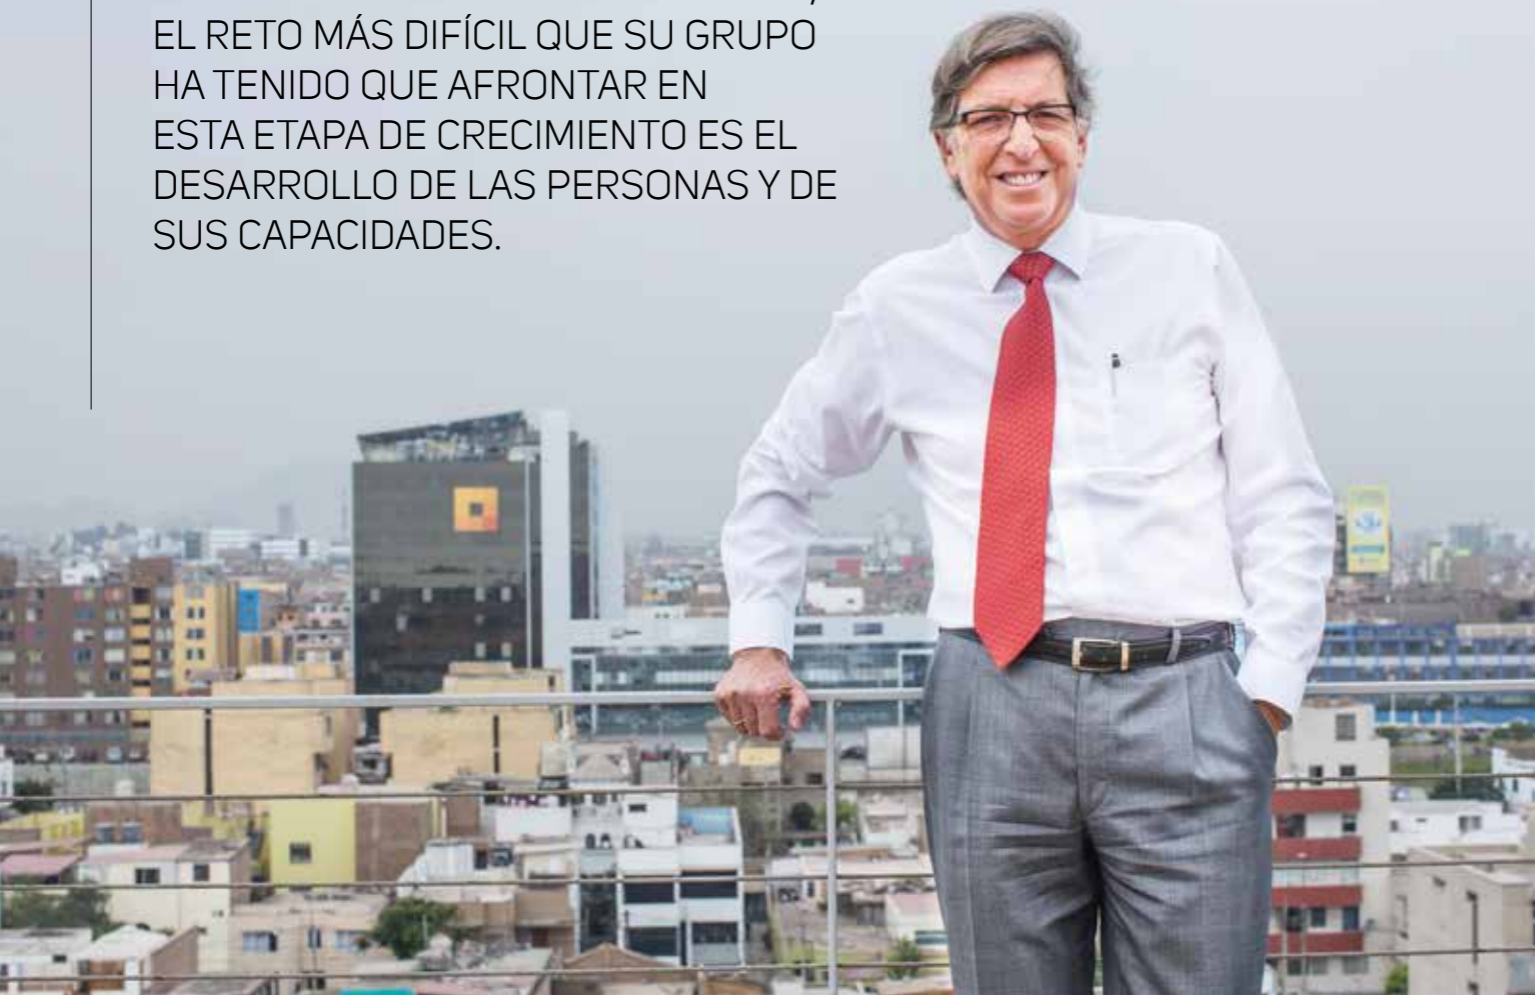 EL RETO MÁS DIFÍCIL QUE SU GRUPO
HA TENIDO QUE AFRONTAR EN
ESTA ETAPA DE CRECIMIENTO ES EL
DESARROLLO DE LAS PERSONAS Y DE
SUS CAPACIDADES.